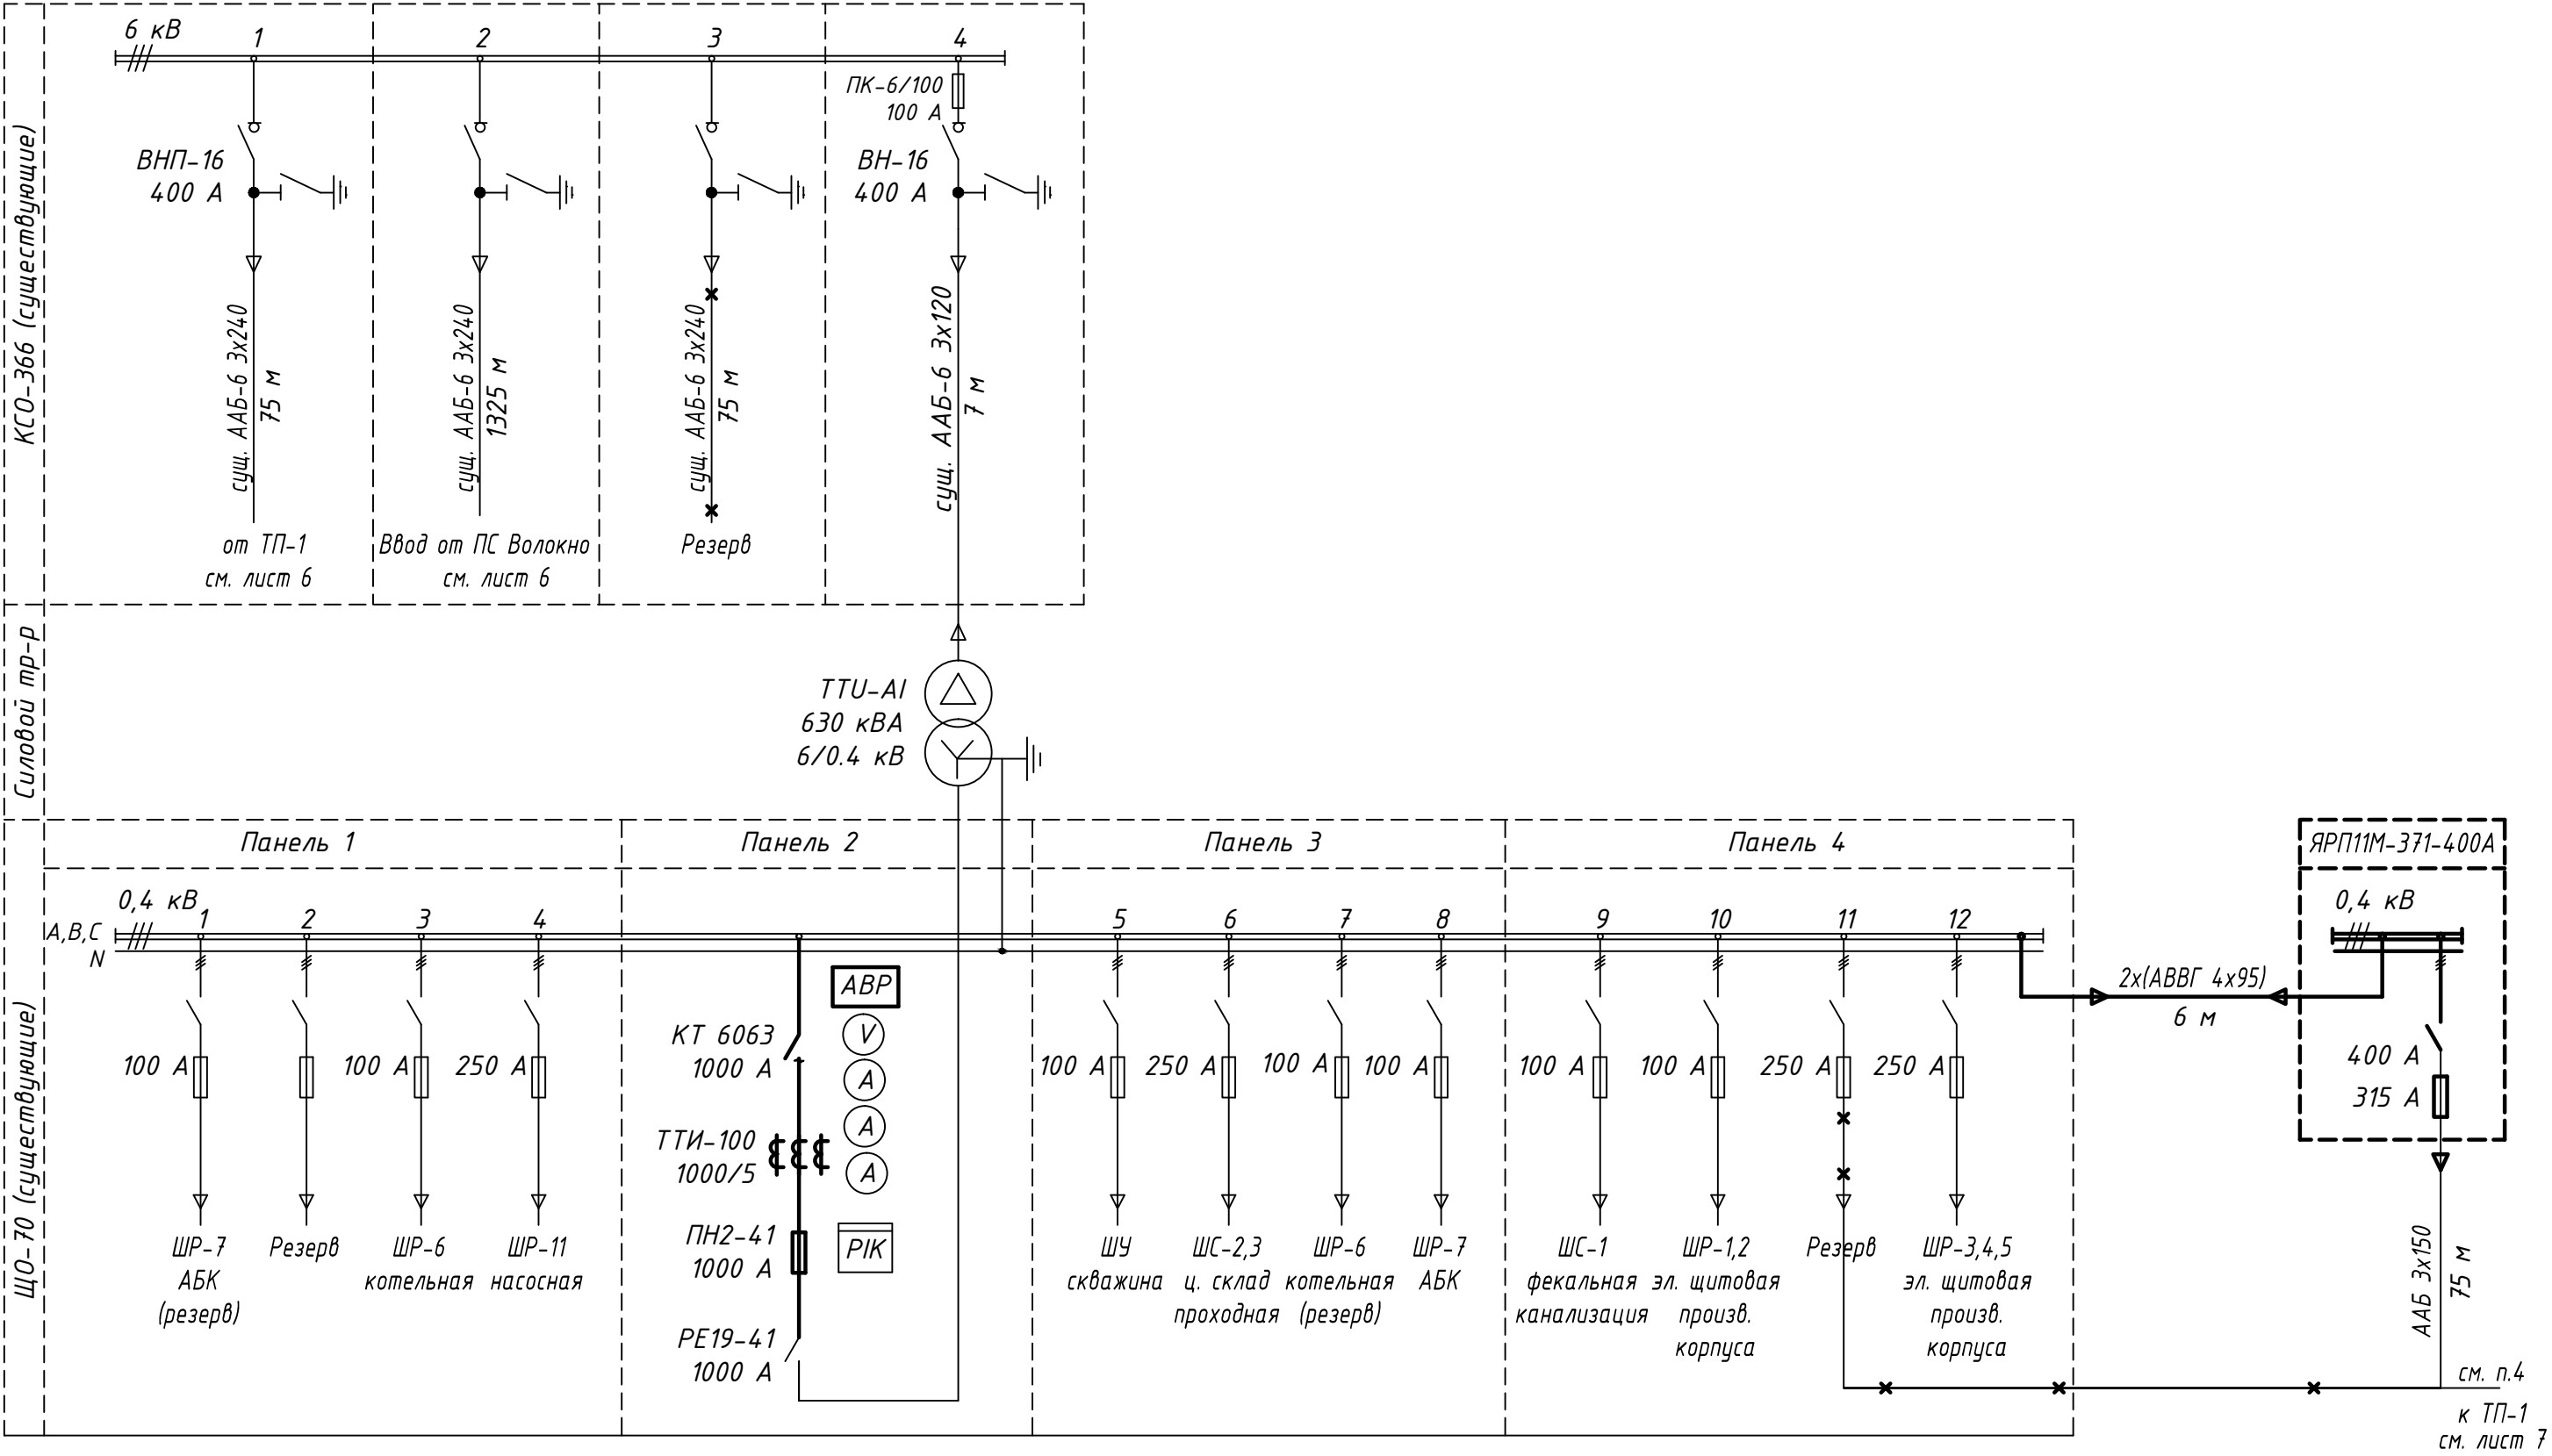 КСО-366 (существующие)
6 кВ
1
2
3
4
ПК-6/100
100 А
ВНП-16
400 А
ВН-16
400 А
сущ. ААБ-6 3х240
75 м
сущ. ААБ-6 3х240
1325 м
сущ. ААБ-6 3х240
75 м
сущ. ААБ-6 3х120
7 м
от ТП-1
см. лист 6
Ввод от ПС Волокно
см. лист 6
Резерв
Силовой тр-р
TTU-Al
630 кВА
6/0.4 кВ
ЩО-70 (существующие)
Панель 1
Панель 2
Панель 3
Панель 4
ЯРП11М-371-400А
0,4 кВ
А,В,С
N
1
2
3
4
5
6
7
8
9
10
11
12
0,4 кВ
100 А
100 А
250 А
АВР
V
A
A
A
PIK
КТ 6063
1000 А
ТТИ-100
1000/5
ПН2-41
1000 А
РЕ19-41
1000 А
100 А
250 А
100 А
100 А
100 А
100 А
250 А
250 А
2х(АВВГ 4х95)
6 м
400 А
315 А
ШР-7
АБК
(резерв)
Резерв
ШР-6
котельная
ШР-11
насосная
ШУ
скважина
ШС-2,3
ц. склад
проходная
ШР-6
котельная
(резерв)
ШР-7
АБК
ШС-1
фекальная
канализация
ШР-1,2
эл. щитовая
произв.
корпуса
Резерв
ШР-3,4,5
эл. щитовая
произв.
корпуса
ААБ 3х150
75 м
см. п.4
к ТП-1
см. лист 7